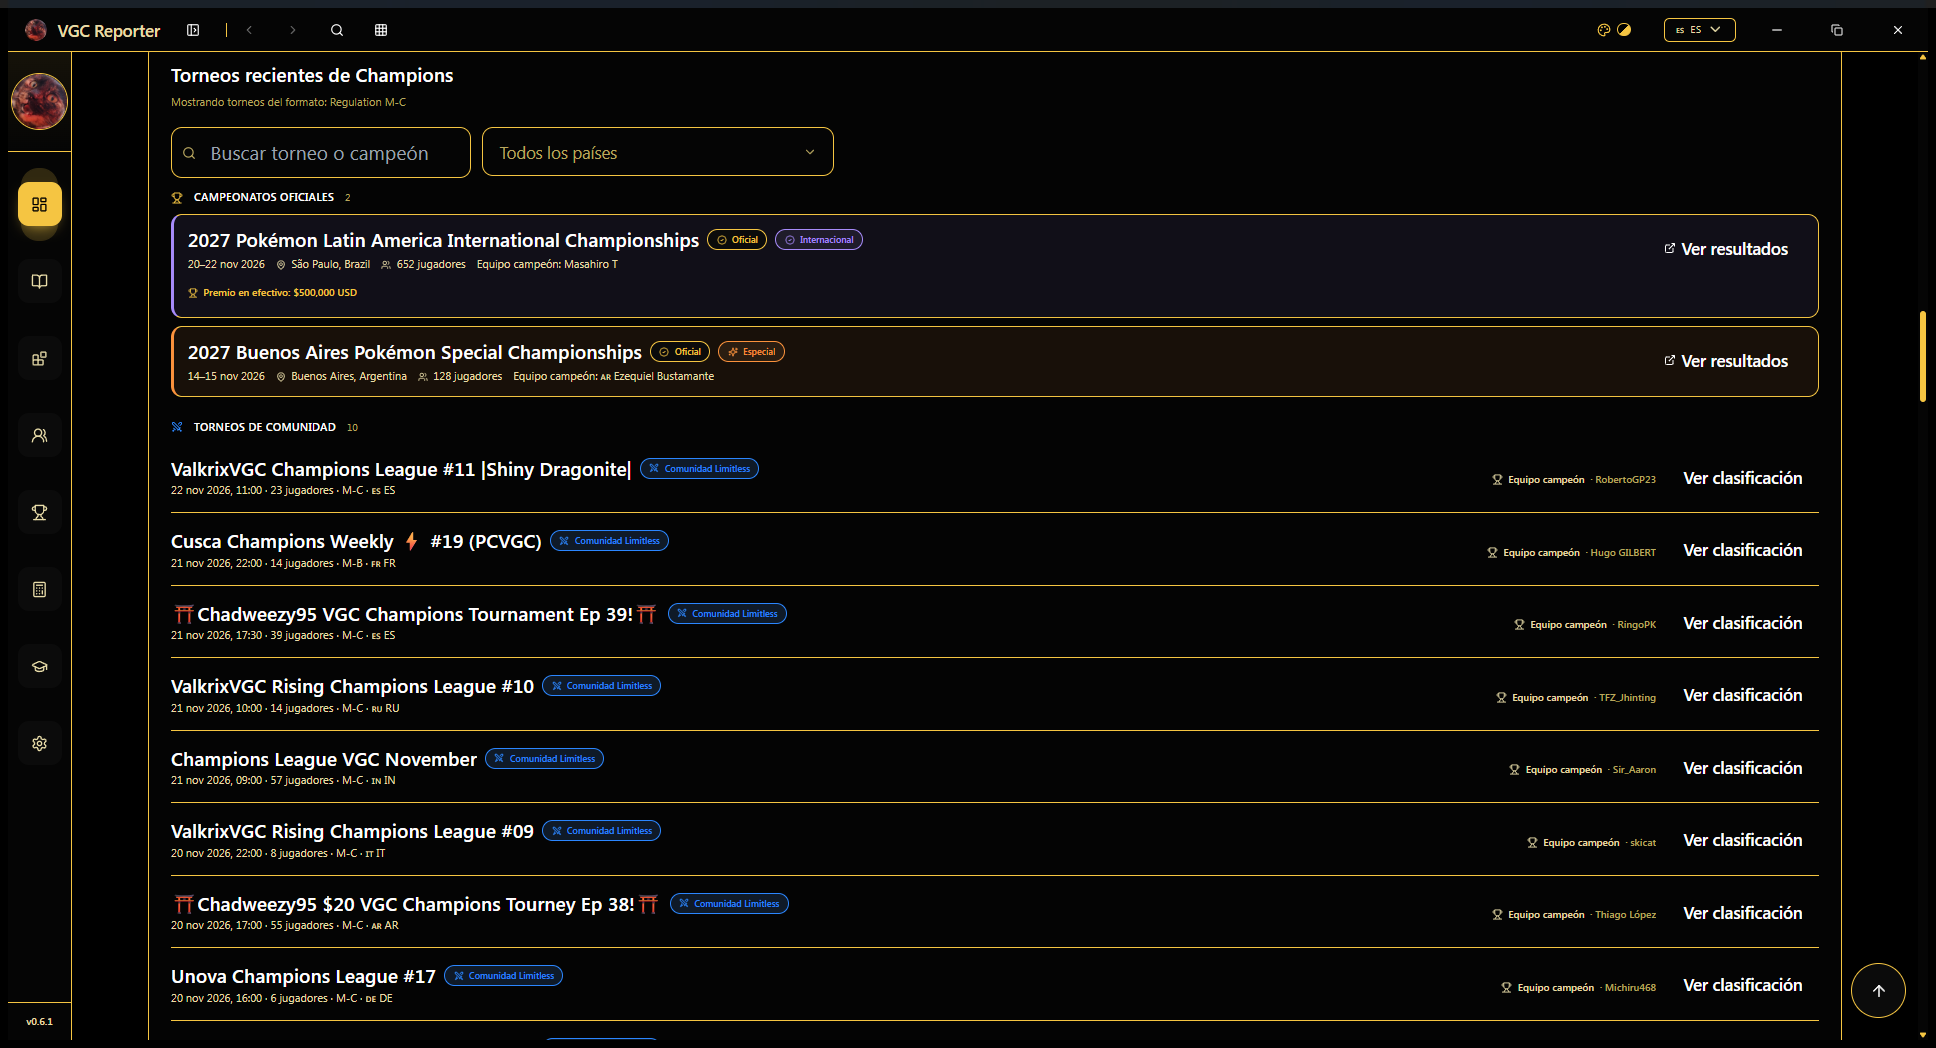 VGC Reporter
ES ES
Torneos recientes de Champions
Mostrando torneos del formato: Regulation M-C
Buscar torneo o campeón
Todos los países
CAMPEONATOS OFICIALES 2
2027 Pokémon Latin America International Championships Oficial Internacional
20–22 nov 2026 São Paulo, Brazil 652 jugadores Equipo campeón: Masahiro T
Premio en efectivo: $500,000 USD
Ver resultados
2027 Buenos Aires Pokémon Special Championships Oficial Especial
14–15 nov 2026 Buenos Aires, Argentina 128 jugadores Equipo campeón: AR Ezequiel Bustamante
Ver resultados
TORNEOS DE COMUNIDAD 10
ValkrixVGC Champions League #11 |Shiny Dragonite| Comunidad Limitless
22 nov 2026, 11:00 · 23 jugadores · M-C · ES ES
Equipo campeón · RobertoGP23 Ver clasificación
Cusca Champions Weekly ⚡ #19 (PCVGC) Comunidad Limitless
21 nov 2026, 22:00 · 14 jugadores · M-B · FR FR
Equipo campeón · Hugo GILBERT Ver clasificación
⛩️Chadweezy95 VGC Champions Tournament Ep 39!⛩️ Comunidad Limitless
21 nov 2026, 17:30 · 39 jugadores · M-C · ES ES
Equipo campeón · RingoPK Ver clasificación
ValkrixVGC Rising Champions League #10 Comunidad Limitless
21 nov 2026, 10:00 · 14 jugadores · M-C · RU RU
Equipo campeón · TFZ_Jhinting Ver clasificación
Champions League VGC November Comunidad Limitless
21 nov 2026, 09:00 · 57 jugadores · M-C · IN IN
Equipo campeón · Sir_Aaron Ver clasificación
ValkrixVGC Rising Champions League #09 Comunidad Limitless
20 nov 2026, 22:00 · 8 jugadores · M-C · IT IT
Equipo campeón · skicat Ver clasificación
⛩️Chadweezy95 $20 VGC Champions Tourney Ep 38!⛩️ Comunidad Limitless
20 nov 2026, 17:00 · 55 jugadores · M-C · AR AR
Equipo campeón · Thiago López Ver clasificación
Unova Champions League #17 Comunidad Limitless
20 nov 2026, 16:00 · 6 jugadores · M-C · DE DE
Equipo campeón · Michiru468 Ver clasificación
v0.6.1